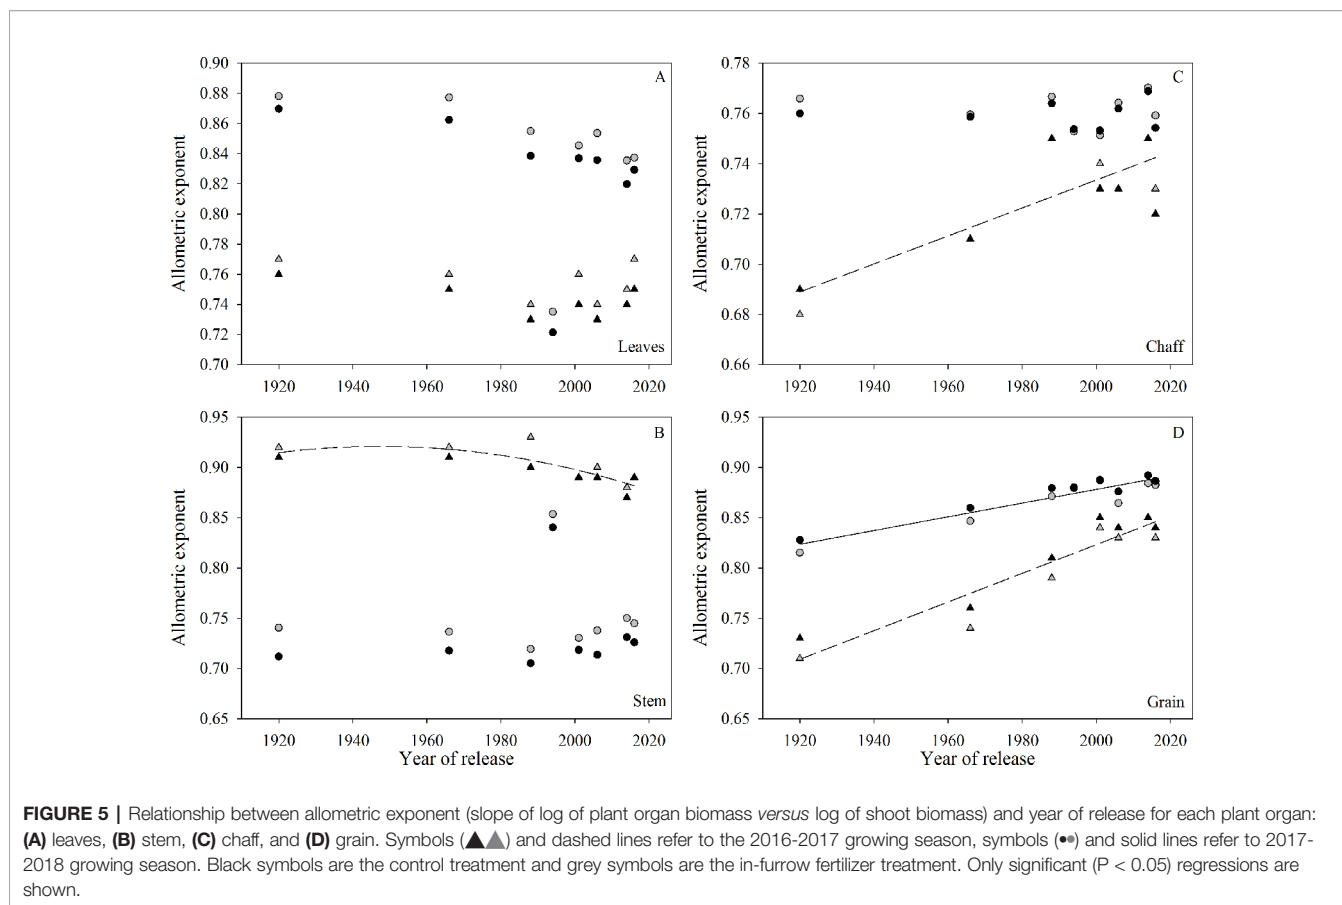 A
0.90
0.88
0.86
0.84
0.82
0.80
0.78
0.76
0.74
0.72
0.70
Allometric exponent
Leaves
1920 1940 1960 1980 2000 2020
C
0.78
0.76
0.74
0.72
0.70
0.68
0.66
Allometric exponent
Chaff
1920 1940 1960 1980 2000 2020
B
0.95
0.90
0.85
0.80
0.75
0.70
0.65
Allometric exponent
Stem
1920 1940 1960 1980 2000 2020
Year of release
D
0.95
0.90
0.85
0.80
0.75
0.70
0.65
Allometric exponent
Grain
1920 1940 1960 1980 2000 2020
Year of release
FIGURE 5 | Relationship between allometric exponent (slope of log of plant organ biomass versus log of shoot biomass) and year of release for each plant organ:
(A) leaves, (B) stem, (C) chaff, and (D) grain. Symbols (▲▲) and dashed lines refer to the 2016-2017 growing season, symbols (••) and solid lines refer to 2017-
2018 growing season. Black symbols are the control treatment and grey symbols are the in-furrow fertilizer treatment. Only significant (P < 0.05) regressions are
shown.